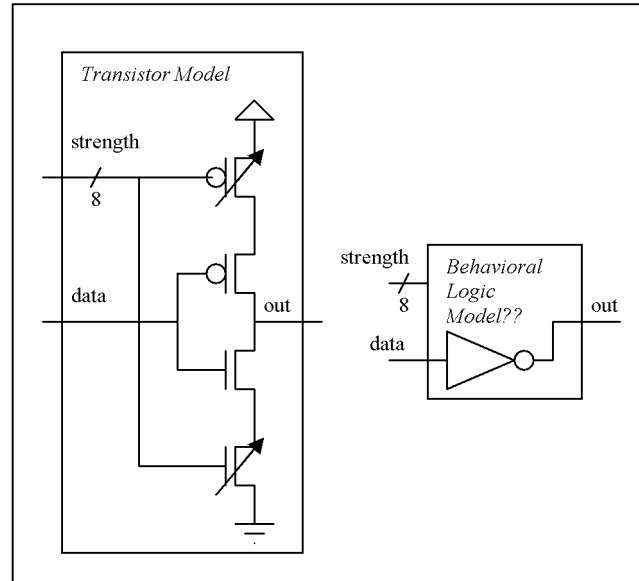 Transistor Model
strength
8
data
out
strength
8
Behavioral
Logic
Model??
out
data